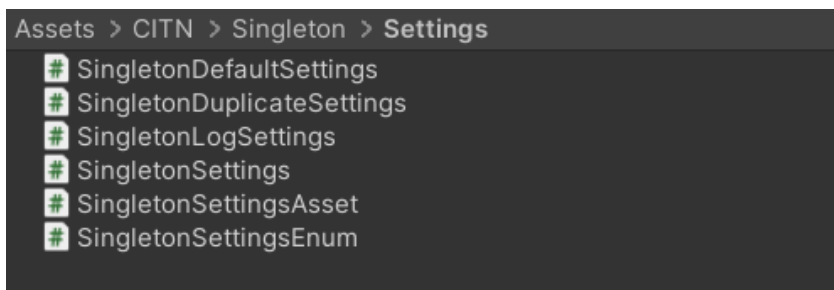 Assets > CITN > Singleton > Settings
# SingletonDefaultSettings
# SingletonDuplicateSettings
# SingletonLogSettings
# SingletonSettings
# SingletonSettingsAsset
# SingletonSettingsEnum